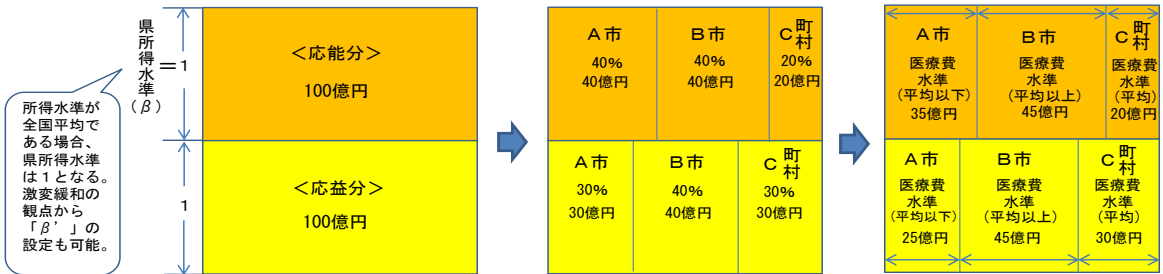 県所得水準(β)
＝
1
1
所得水準が
全国平均で
ある場合、
県所得水準
は１となる。
激変緩和の
観点から
「β’」の
設定も可能。
＜応能分＞
100億円
＜応益分＞
100億円
Ａ市
40%
40億円
Ｂ市
40%
40億円
Ｃ町村
20%
20億円
Ａ市
30%
30億円
Ｂ市
40%
40億円
Ｃ町村
30%
30億円
Ａ市
医療費
水準
(平均以下)
35億円
Ｂ市
医療費
水準
(平均以上)
45億円
Ｃ町村
医療費
水準
(平均)
20億円
Ａ市
医療費
水準
(平均以下)
25億円
Ｂ市
医療費
水準
(平均以上)
45億円
Ｃ町村
医療費
水準
(平均)
30億円